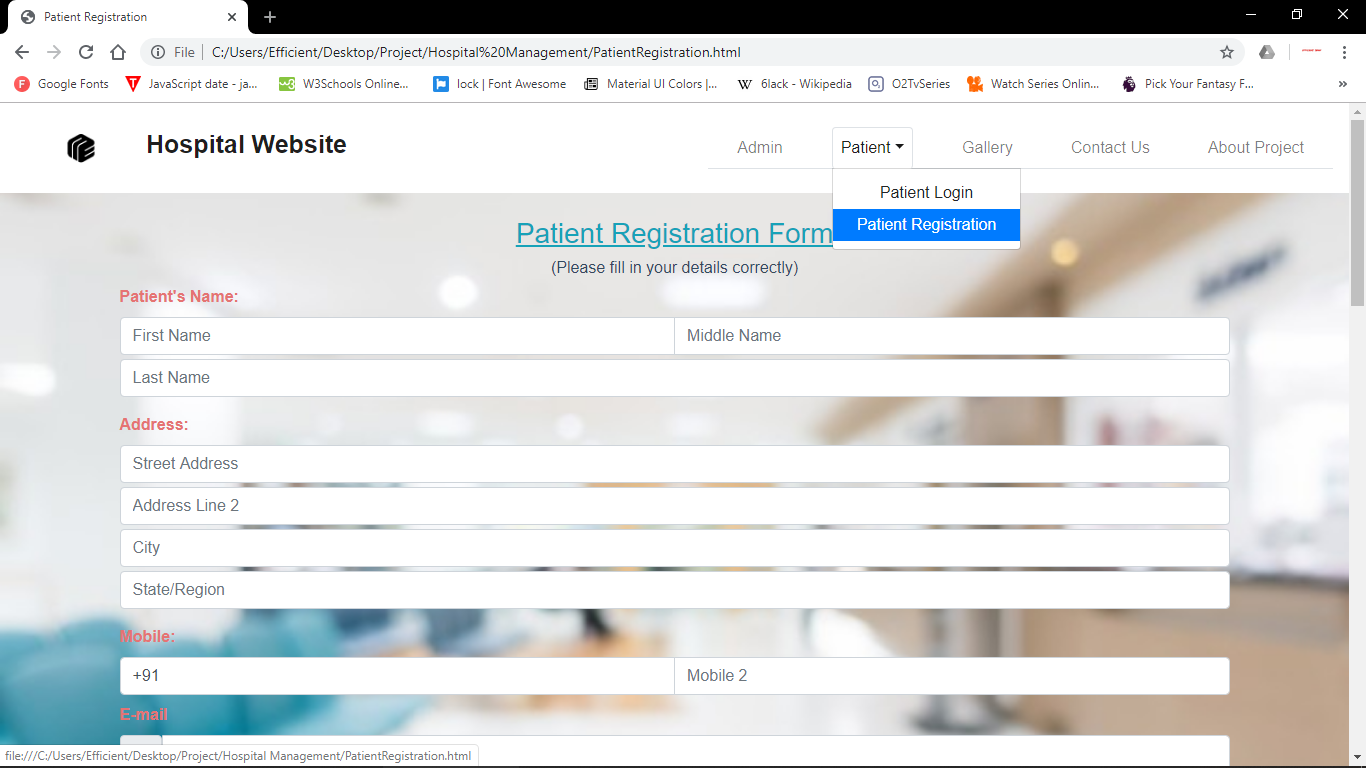 Patient Registration
File C:/Users/Efficient/Desktop/Project/Hospital%20Management/PatientRegistration.html
Google Fonts JavaScript date - ja... W3Schools Online... lock | Font Awesome Material UI Colors |... 6lack - Wikipedia O2TvSeries Watch Series Onlin... Pick Your Fantasy F...
Hospital Website
Admin Patient Gallery Contact Us About Project
Patient Login
Patient Registration
Patient Registration Form
(Please fill in your details correctly)
Patient's Name:
First Name Middle Name
Last Name
Address:
Street Address
Address Line 2
City
State/Region
Mobile:
+91 Mobile 2
E-mail
file:///C:/Users/Efficient/Desktop/Project/Hospital Management/PatientRegistration.html